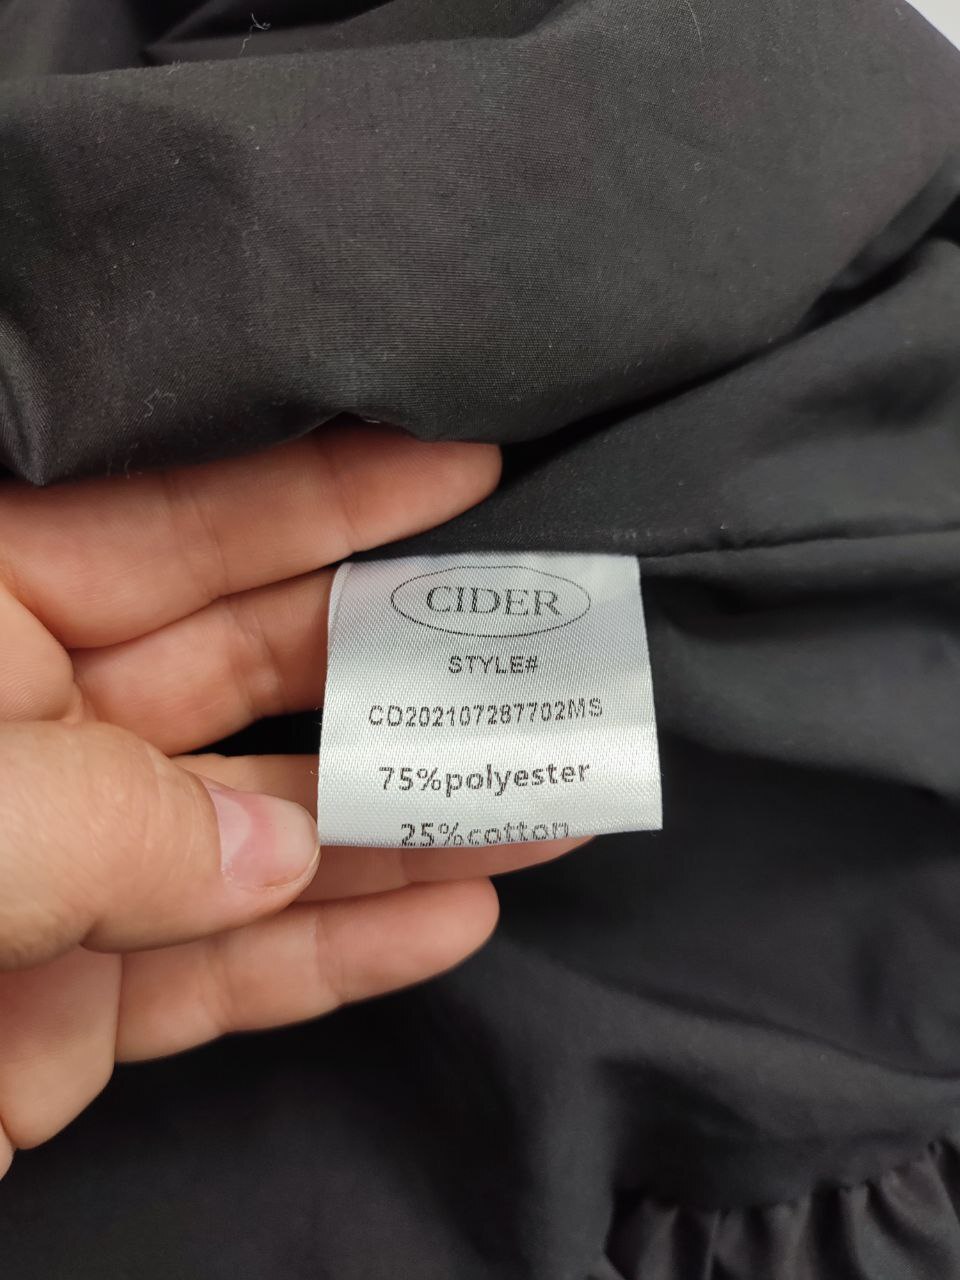 CIDER
STYLE#
CD202107287702MS
75%polyester
25%cotton